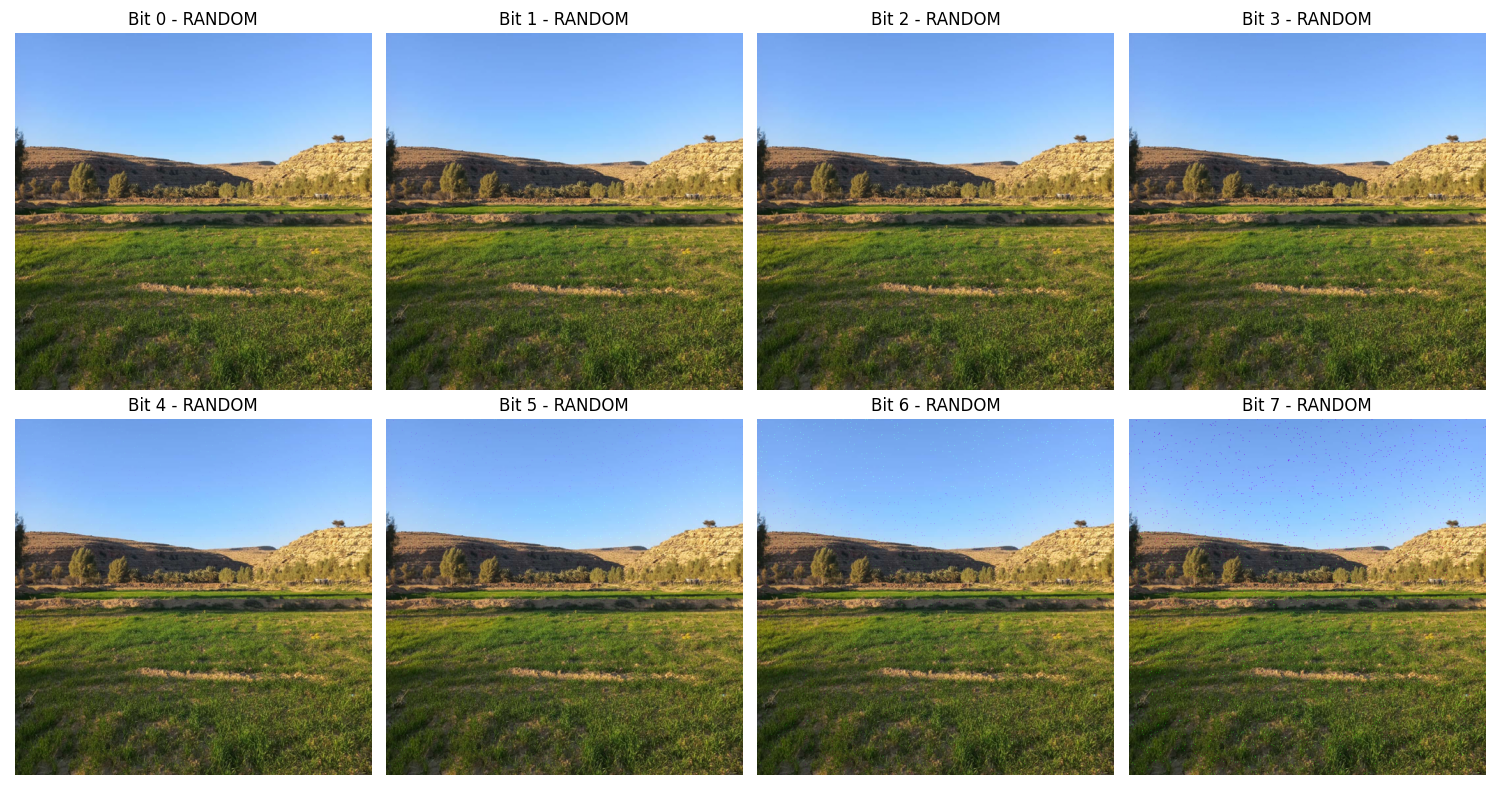 Bit 0 - RANDOM
Bit 1 - RANDOM
Bit 2 - RANDOM
Bit 3 - RANDOM
Bit 4 - RANDOM
Bit 5 - RANDOM
Bit 6 - RANDOM
Bit 7 - RANDOM